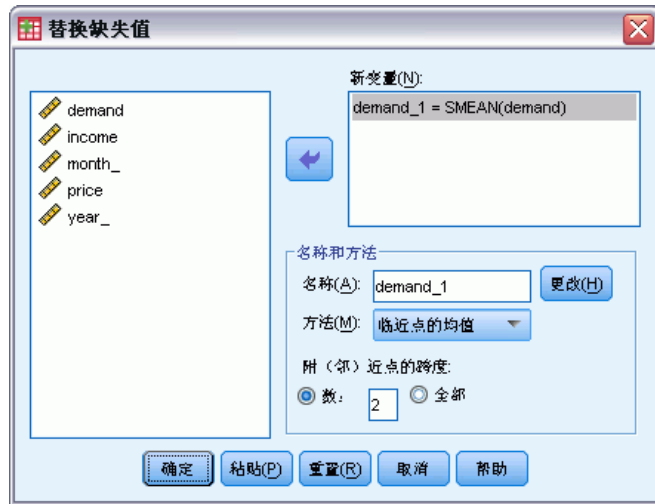 替换缺失值
新变量(N):
demand
income
month_
price
year_
demand_1 = SMEAN(demand)
名称和方法
名称(A): demand_1 更改(H)
方法(M): 临近点的均值
附（邻）近点的跨度:
数: 2 全部
确定 粘贴(P) 重置(R) 取消 帮助